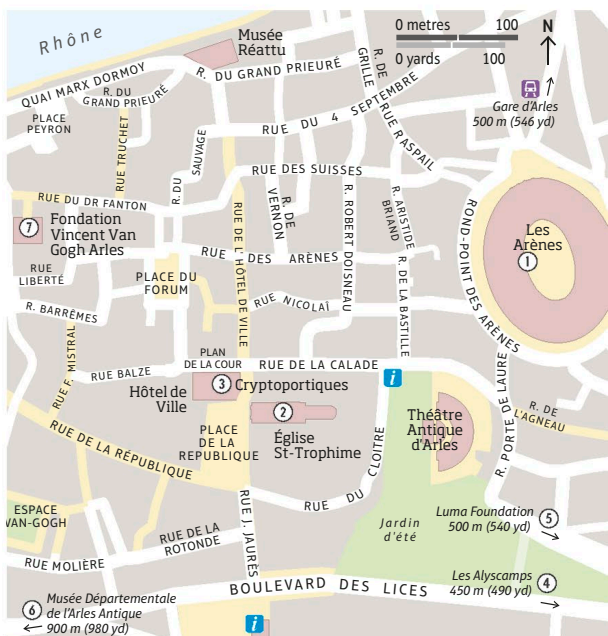 Rhône
Musée
Réattu
0 metres 100
0 yards 100
N
QUAI MARX DORMOY
R. DU GRAND PRIEURÉ
R. DU
GRAND PRIEURÉ
R. DE
GRILLE
Gare d'Arles
500 m (546 yd)
PLACE
PEYRON
RUE TRUCHET
R. DU
SAUVAGE
RUE DU 4 SEPTEMBRE
RUE RASPAIL
RUE DES SUISSES
RUE DU DR FANTON
R. DE
VERNON
R. ROBERT DOISNEAU
R. ARISTIDE
BRIAND
ROND-POINT DES ARÈNES
Les
Arènes
1
7
Fondation
Vincent Van
Gogh Arles
RUE DE L'HÔTEL DE VILLE
RUE DES ARÈNES
R. DE LA BASTILLE
RUE
LIBERTÉ
PLACE DU
FORUM
R. BARRÊMES
RUE NICOLAÏ
RUE F. MISTRAL
RUE BALZE
PLAN
DE LA COUR
RUE DE LA CALADE
i
3
Cryptoportiques
Hôtel de
Ville
2
Église
St-Trophime
PLACE
DE LA
REPUBLIQUE
Théâtre
Antique
d'Arles
R. PORTE DE LAURE
R. DE
L'AGNEAU
RUE DE LA RÉPUBLIQUE
RUE DU CLOITRE
ESPACE
VAN-GOGH
RUE J. JAURÈS
RUE DE LA
ROTONDE
RUE MOLIÈRE
Jardin
d'été
Luma Foundation
500 m (540 yd)
5
Les Alyscamps
450 m (490 yd)
4
BOULEVARD DES LICES
6
Musée Départementale
de l'Arles Antique
900 m (980 yd)
i